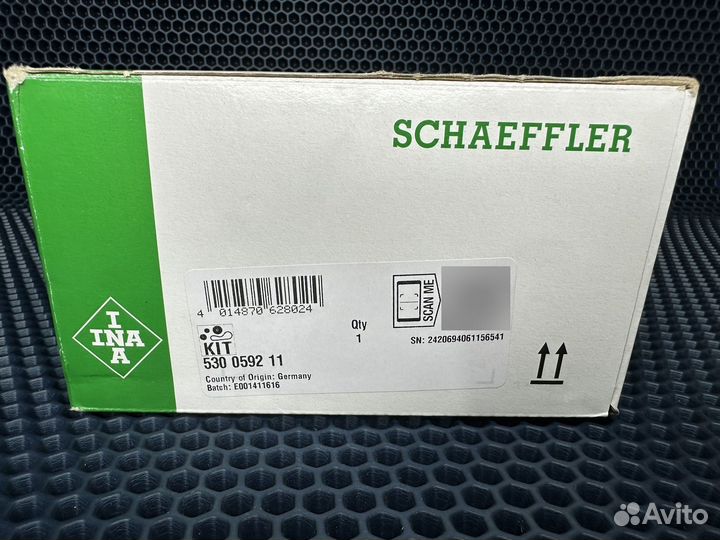 SCHAEFFLER
INA
INA
4 014870 628024
SCAN ME
Qty
1
SN: 2420694061156541
KIT
530 0592 11
Country of Origin: Germany
Batch: E001411616
Avito